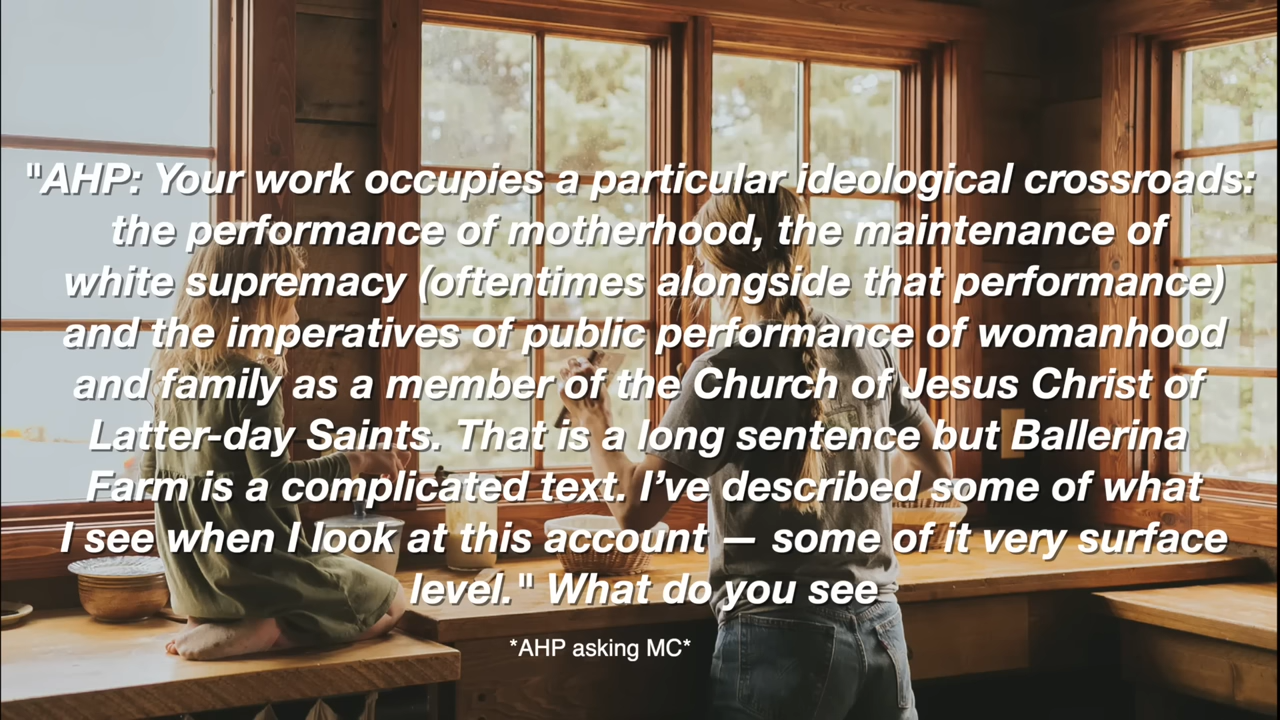 "AHP: Your work occupies a particular ideological crossroads:
the performance of motherhood, the maintenance of
white supremacy (oftentimes alongside that performance)
and the imperatives of public performance of womanhood
and family as a member of the Church of Jesus Christ of
Latter-day Saints. That is a long sentence but Ballerina
Farm is a complicated text. I’ve described some of what
I see when I look at this account — some of it very surface
level." What do you see
*AHP asking MC*